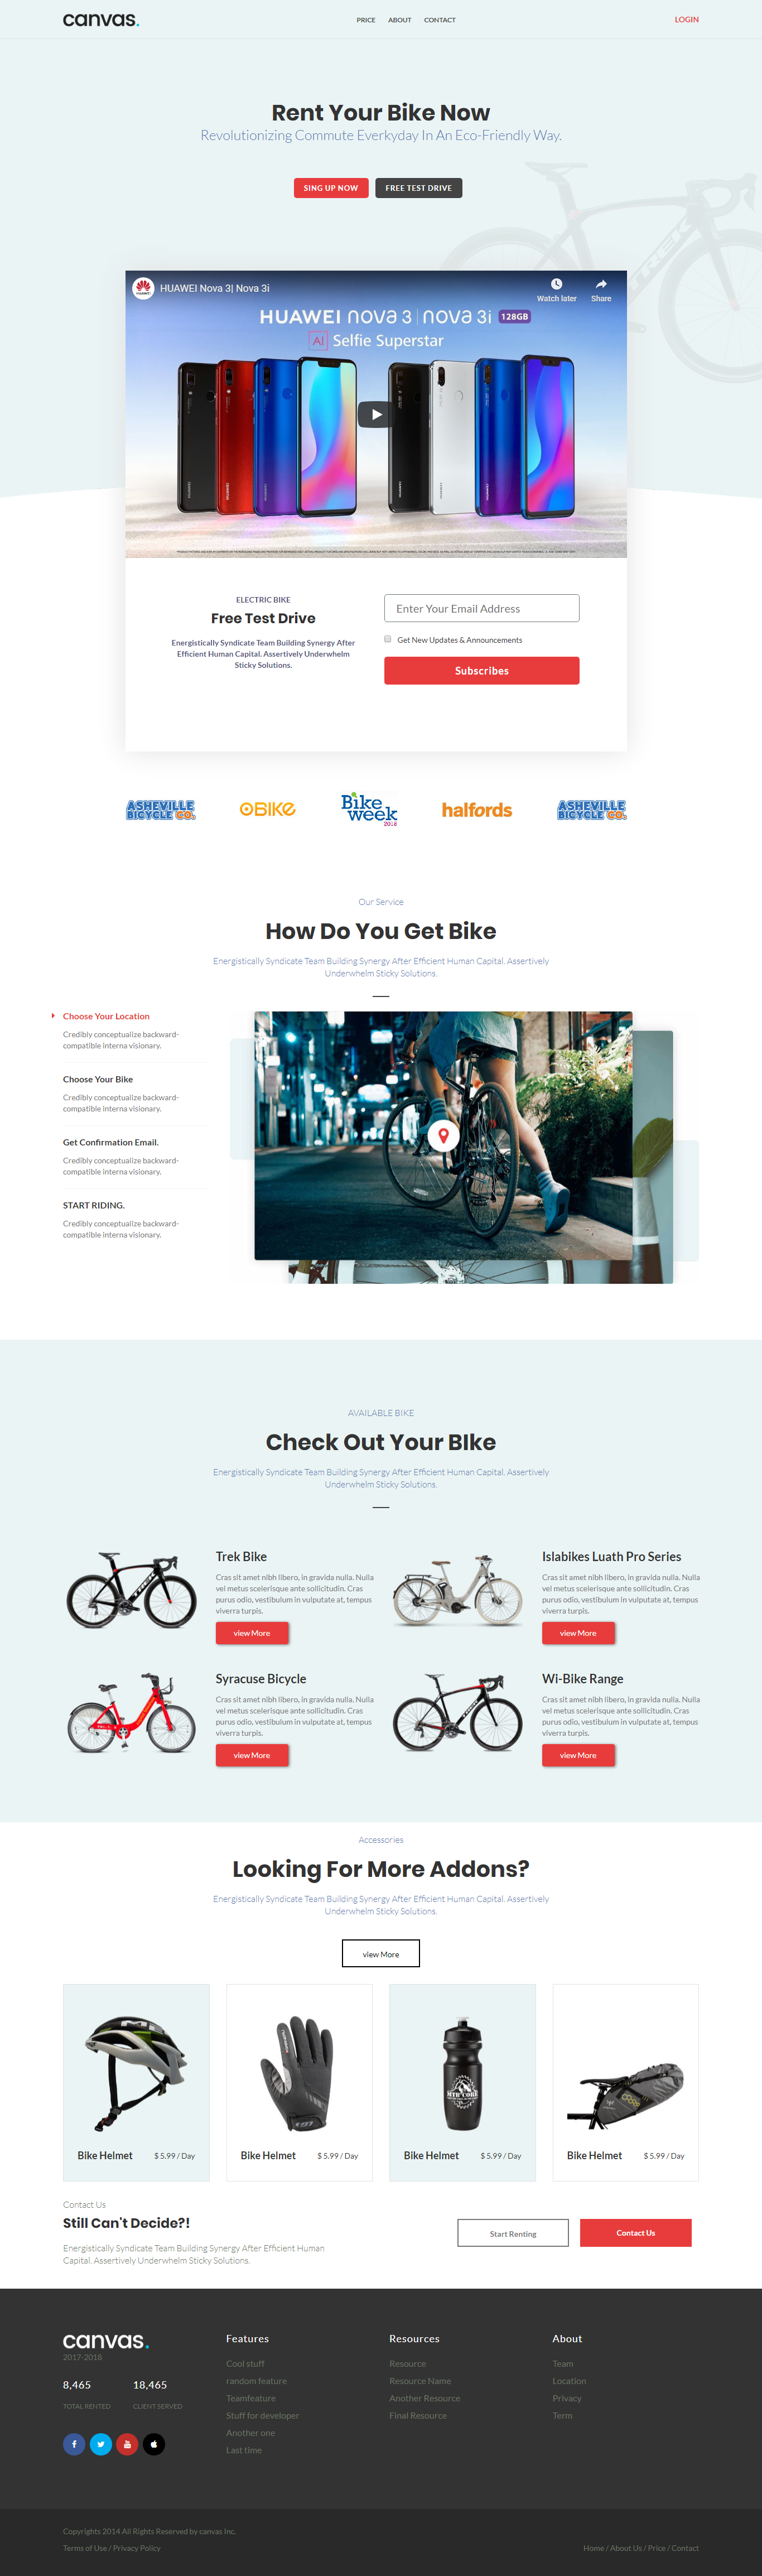 canvas.
PRICE ABOUT CONTACT
LOGIN
Rent Your Bike Now
Revolutionizing Commute Everkyday In An Eco-Friendly Way.
SING UP NOW
FREE TEST DRIVE
HUAWEI
HUAWEI Nova 3| Nova 3i
Watch later
Share
HUAWEI nova 3 | nova 3i 128GB
AI Selfie Superstar
ELECTRIC BIKE
Free Test Drive
Energistically Syndicate Team Building Synergy After
Efficient Human Capital. Assertively Underwhelm
Sticky Solutions.
Enter Your Email Address
Get New Updates & Announcements
Subscribes
ASHEVILLE
BICYCLE CO.
OBIKE
Bike
week
2018
halfords
ASHEVILLE
BICYCLE CO.
Our Service
How Do You Get Bike
Energistically Syndicate Team Building Synergy After Efficient Human Capital. Assertively
Underwhelm Sticky Solutions.
Choose Your Location
Credibly conceptualize backward-
compatible interna visionary.
Choose Your Bike
Credibly conceptualize backward-
compatible interna visionary.
Get Confirmation Email.
Credibly conceptualize backward-
compatible interna visionary.
START RIDING.
Credibly conceptualize backward-
compatible interna visionary.
AVAILABLE BIKE
Check Out Your BIke
Energistically Syndicate Team Building Synergy After Efficient Human Capital. Assertively
Underwhelm Sticky Solutions.
TREK
Trek Bike
Cras sit amet nibh libero, in gravida nulla. Nulla
vel metus scelerisque ante sollicitudin. Cras
purus odio, vestibulum in vulputate at, tempus
viverra turpis.
view More
Islabikes Luath Pro Series
Cras sit amet nibh libero, in gravida nulla. Nulla
vel metus scelerisque ante sollicitudin. Cras
purus odio, vestibulum in vulputate at, tempus
viverra turpis.
view More
Syracuse Bicycle
Cras sit amet nibh libero, in gravida nulla. Nulla
vel metus scelerisque ante sollicitudin. Cras
purus odio, vestibulum in vulputate at, tempus
viverra turpis.
view More
Wi-Bike Range
Cras sit amet nibh libero, in gravida nulla. Nulla
vel metus scelerisque ante sollicitudin. Cras
purus odio, vestibulum in vulputate at, tempus
viverra turpis.
view More
Accessories
Looking For More Addons?
Energistically Syndicate Team Building Synergy After Efficient Human Capital. Assertively
Underwhelm Sticky Solutions.
view More
MTB CORE
Bike Helmet $ 5.99 / Day
Bike Helmet $ 5.99 / Day
Bike Helmet $ 5.99 / Day
Bike Helmet $ 5.99 / Day
Contact Us
Still Can't Decide?!
Energistically Syndicate Team Building Synergy After Efficient Human
Capital. Assertively Underwhelm Sticky Solutions.
Start Renting
Contact Us
canvas.
2017-2018
8,465 18,465
TOTAL RENTED CLIENT SERVED
Features
Cool stuff
random feature
Teamfeature
Stuff for developer
Another one
Last time
Resources
Resource
Resource Name
Another Resource
Final Resource
About
Team
Location
Privacy
Term
Copyrights 2014 All Rights Reserved by canvas Inc.
Terms of Use / Privacy Policy
Home / About Us / Price / Contact